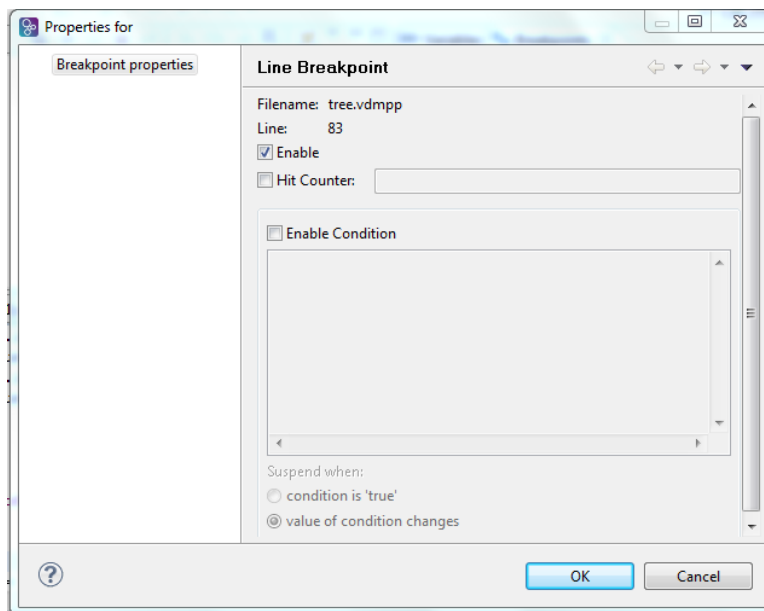 Properties for
Breakpoint properties
Line Breakpoint
Filename: tree.vdmpp
Line: 83
Enable
Hit Counter:
Enable Condition
Suspend when:
condition is 'true'
value of condition changes
OK
Cancel